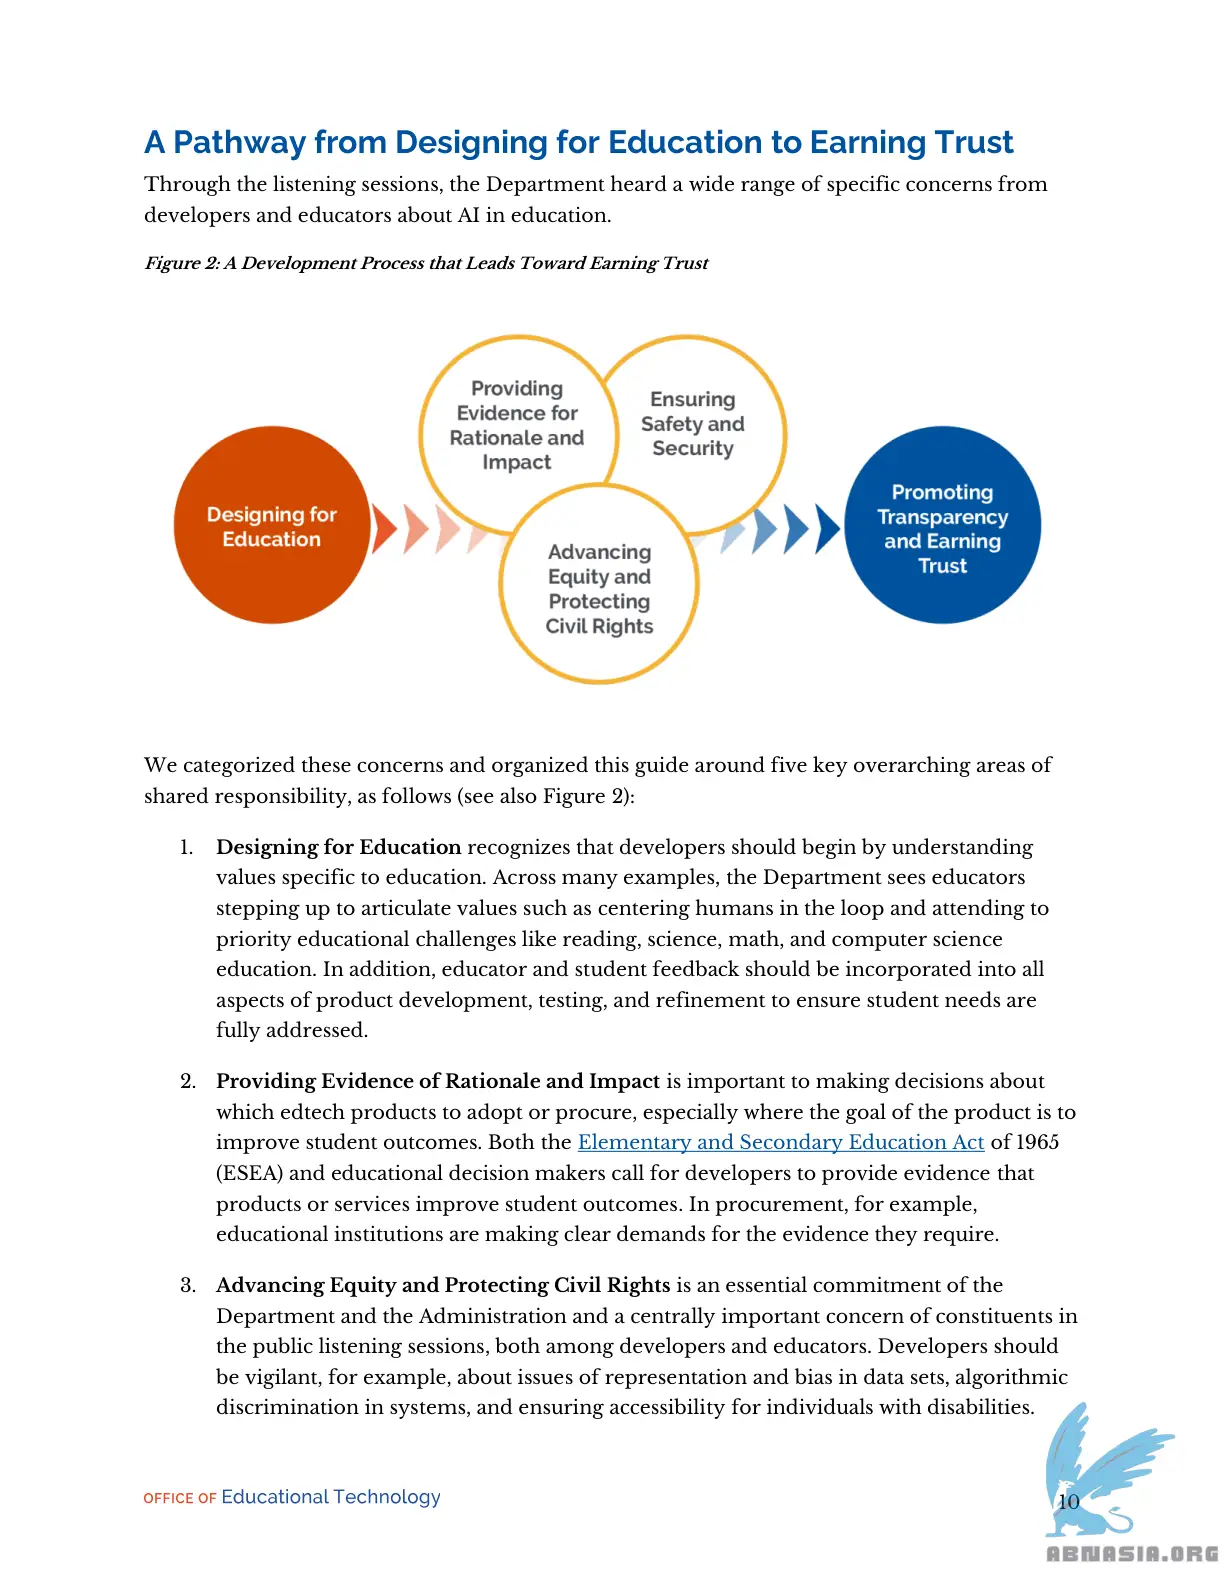 A Pathway from Designing for Education to Earning Trust
Through the listening sessions, the Department heard a wide range of specific concerns from
developers and educators about AI in education.
Figure 2: A Development Process that Leads Toward Earning Trust
Designing for
Education
Providing
Evidence for
Rationale and
Impact
Ensuring
Safety and
Security
Advancing
Equity and
Protecting
Civil Rights
Promoting
Transparency
and Earning
Trust
We categorized these concerns and organized this guide around five key overarching areas of
shared responsibility, as follows (see also Figure 2):
1. Designing for Education recognizes that developers should begin by understanding
values specific to education. Across many examples, the Department sees educators
stepping up to articulate values such as centering humans in the loop and attending to
priority educational challenges like reading, science, math, and computer science
education. In addition, educator and student feedback should be incorporated into all
aspects of product development, testing, and refinement to ensure student needs are
fully addressed.
2. Providing Evidence of Rationale and Impact is important to making decisions about
which edtech products to adopt or procure, especially where the goal of the product is to
improve student outcomes. Both the Elementary and Secondary Education Act of 1965
(ESEA) and educational decision makers call for developers to provide evidence that
products or services improve student outcomes. In procurement, for example,
educational institutions are making clear demands for the evidence they require.
3. Advancing Equity and Protecting Civil Rights is an essential commitment of the
Department and the Administration and a centrally important concern of constituents in
the public listening sessions, both among developers and educators. Developers should
be vigilant, for example, about issues of representation and bias in data sets, algorithmic
discrimination in systems, and ensuring accessibility for individuals with disabilities.
OFFICE OF Educational Technology
10
ABNASIA.ORG